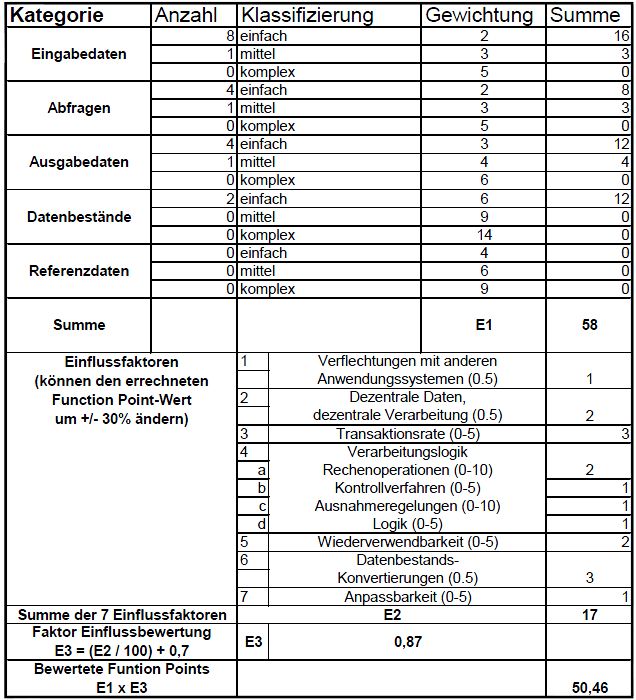 Kategorie Anzahl Klassifizierung Gewichtung Summe
8 einfach 2 16
Eingabedaten 1 mittel 3 3
0 komplex 5 0
4 einfach 2 8
Abfragen 1 mittel 3 3
0 komplex 5 0
4 einfach 3 12
Ausgabedaten 1 mittel 4 4
0 komplex 6 0
2 einfach 6 12
Datenbestände 0 mittel 9 0
0 komplex 14 0
0 einfach 4 0
Referenzdaten 0 mittel 6 0
0 komplex 9 0
Summe E1 58
Einflussfaktoren 1 Verflechtungen mit anderen
(können den errechneten Anwendungssystemen (0.5) 1
Function Point-Wert 2 Dezentrale Daten,
um +/- 30% ändern) dezentrale Verarbeitung (0.5) 2
3 Transaktionsrate (0-5) 3
4 Verarbeitungslogik
a Rechenoperationen (0-10) 2
b Kontrollverfahren (0-5) 1
c Ausnahmeregelungen (0-10) 1
d Logik (0-5) 1
5 Wiederverwendbarkeit (0-5) 2
6 Datenbestands-
Konvertierungen (0.5) 3
7 Anpassbarkeit (0-5) 1
Summe der 7 Einflussfaktoren E2 17
Faktor Einflussbewertung
E3 = (E2 / 100) + 0,7 E3 0,87
Bewertete Funtion Points
E1 x E3 50,46